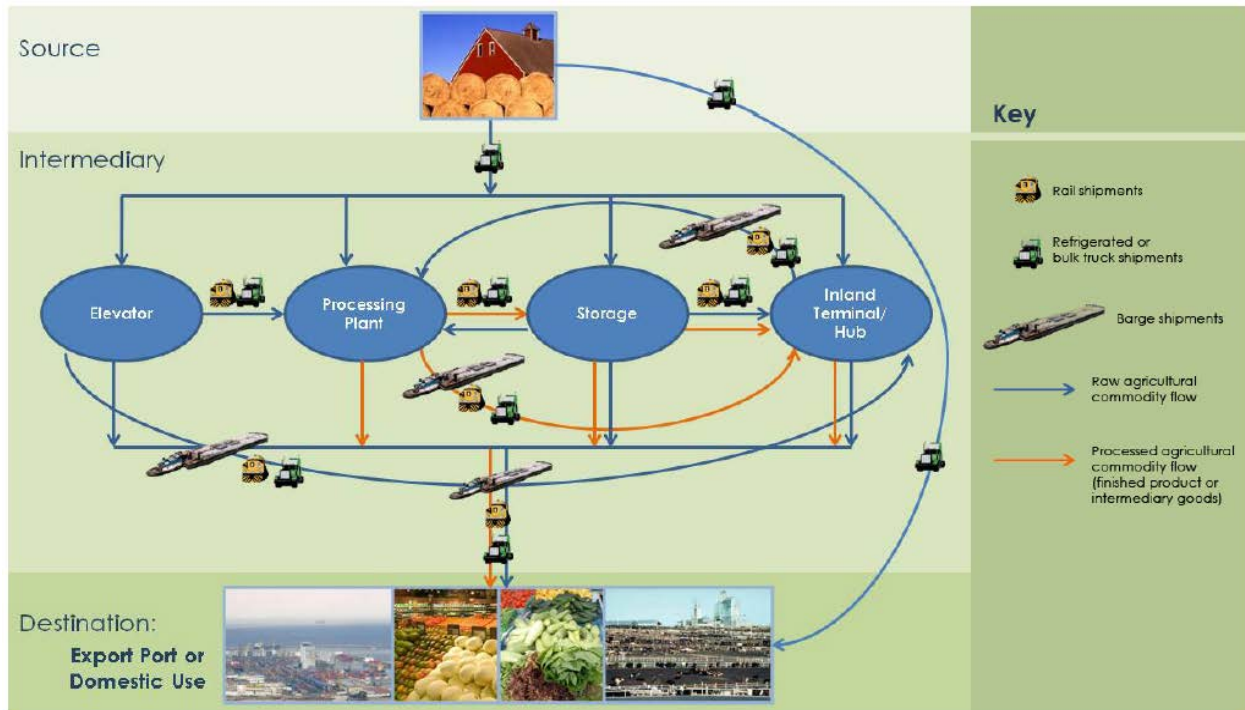 Source
Key
Intermediary
Rail shipments
Refrigerated or
bulk truck shipments
Elevator
Processing
Plant
Storage
Inland
Terminal/
Hub
Barge shipments
Raw agricultural
commodity flow
Processed agricultural
commodity flow
(finished product or
intermediary goods)
Destination:
Export Port or
Domestic Use